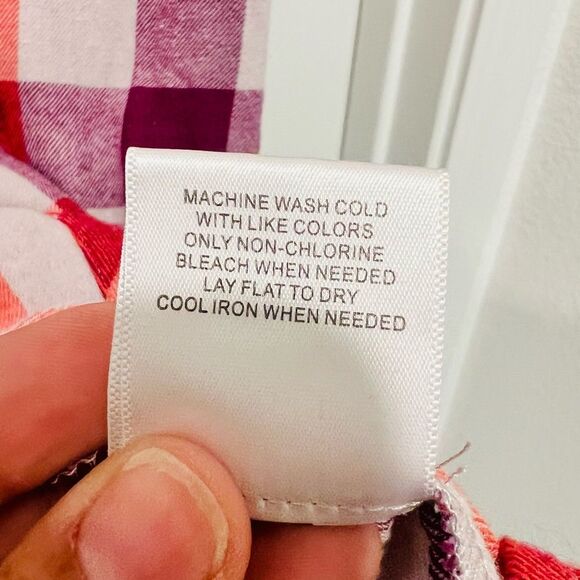 MACHINE WASH COLD
WITH LIKE COLORS
ONLY NON-CHLORINE
BLEACH WHEN NEEDED
LAY FLAT TO DRY
COOL IRON WHEN NEEDED